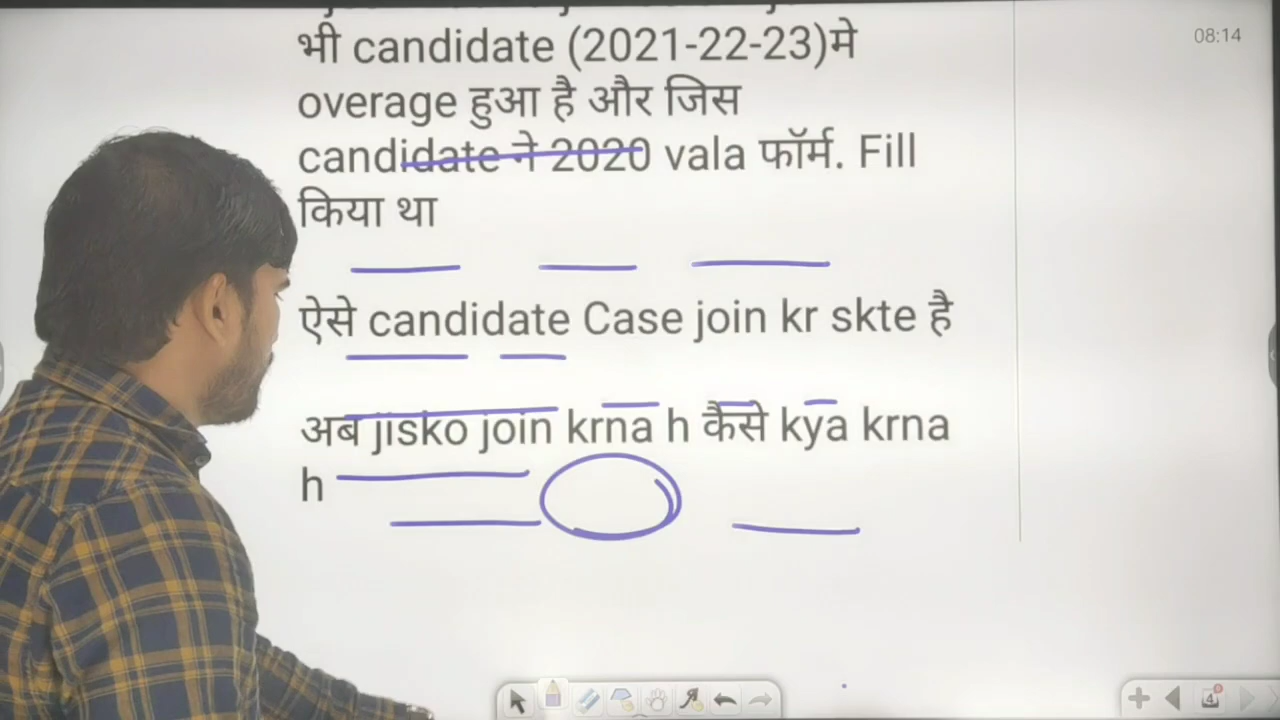 भी candidate (2021-22-23)मे
overage हुआ है और जिस
candidate ने 2020 vala फॉर्म. Fill
किया था
ऐसे candidate Case join kr skte है
अब jisko join krna h कैसे kya krna
h
08:14